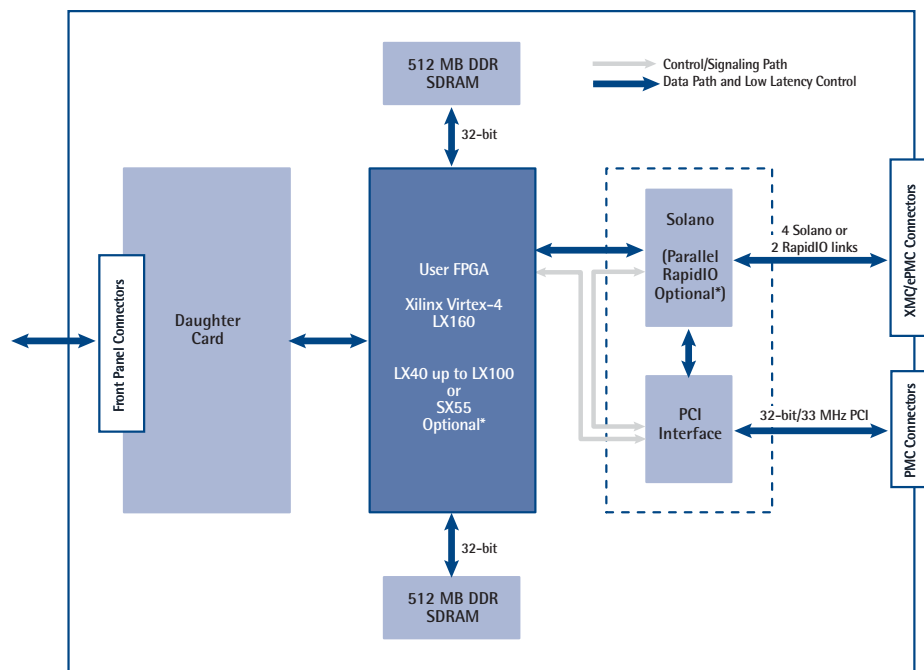 512 MB DDR
SDRAM
Control/Signaling Path
Data Path and Low Latency Control
32-bit
Front Panel Connectors
Daughter
Card
User FPGA
Xilinx Virtex-4
LX160
LX40 up to LX100
or
SX55
Optional*
Solano
(Parallel
RapidIO
Optional*)
4 Solano or
2 RapidIO links
XMC/ePMC Connectors
PCI
Interface
32-bit/33 MHz PCI
PMC Connectors
32-bit
512 MB DDR
SDRAM